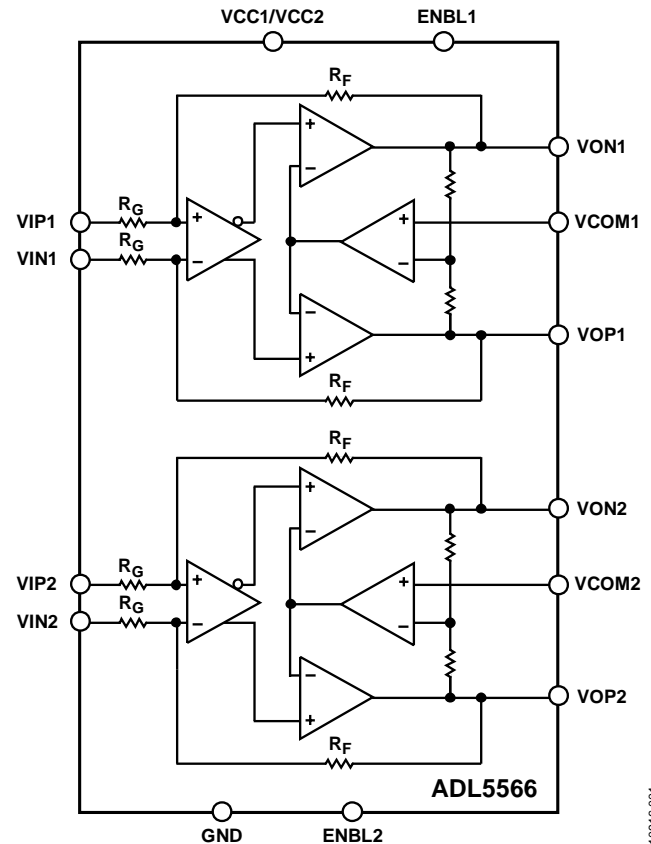 VCC1/VCC2 ENBL1
RF
+
VON1
−
VIP1 RG + + VCOM1
RG
VIN1 − −
−
VOP1
+
RF
RF
+
VON2
−
VIP2 RG + + VCOM2
RG
VIN2 − −
−
VOP2
+
RF
ADL5566
GND ENBL2